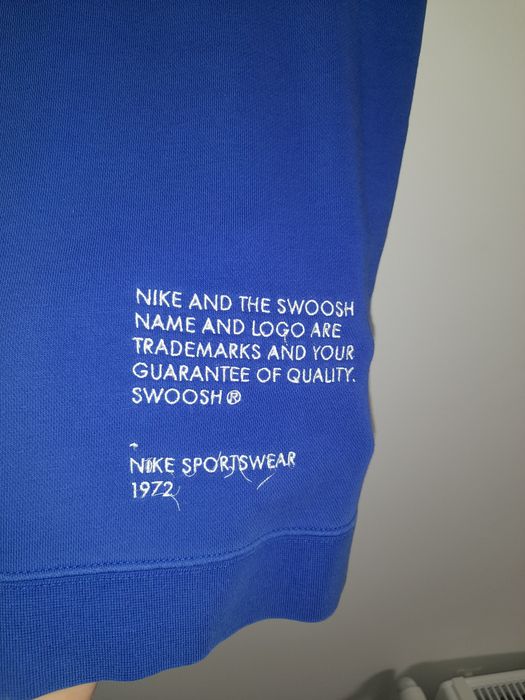 NIKE AND THE SWOOSH
NAME AND LOGO ARE
TRADEMARKS AND YOUR
GUARANTEE OF QUALITY.
SWOOSH®
NIKE SPORTSWEAR
1972